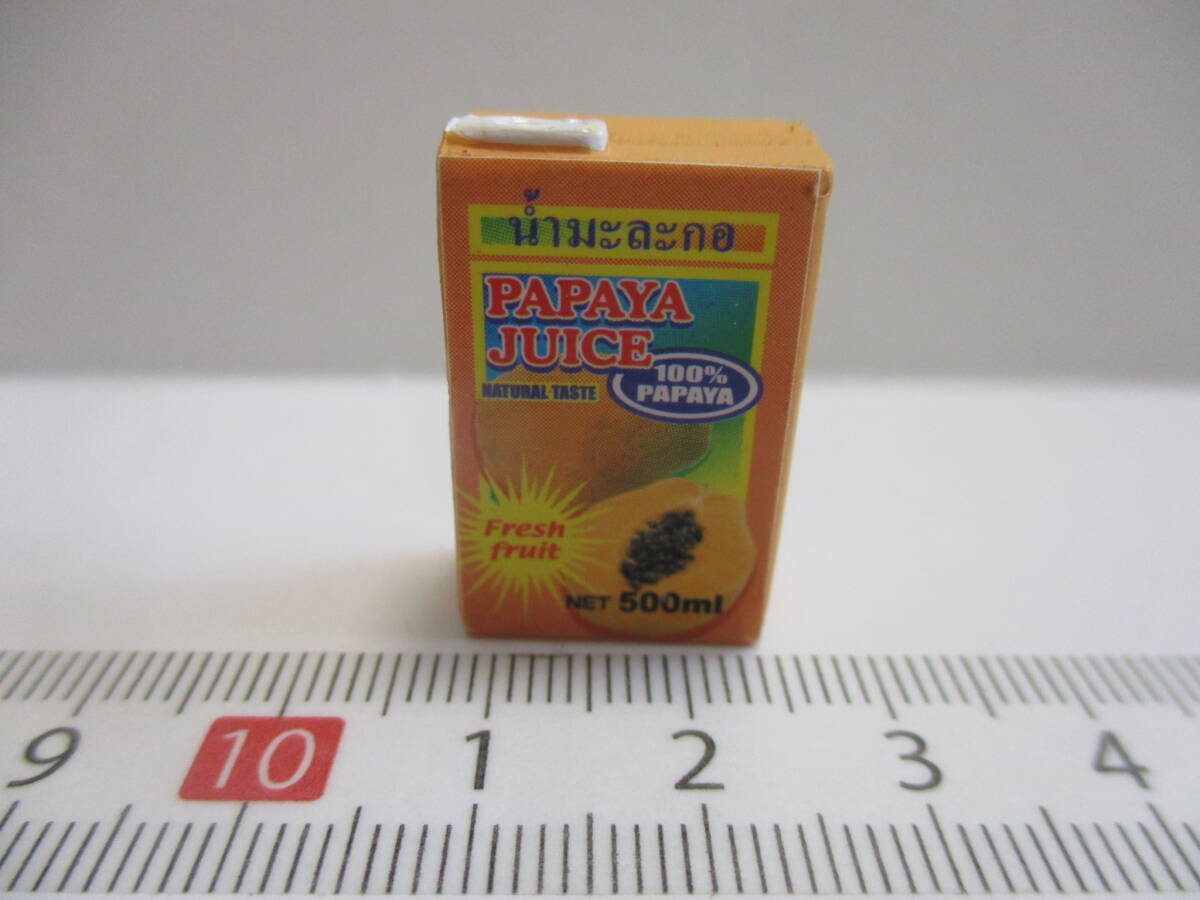 น้ำมะละกอ
PAPAYA
JUICE
100%
PAPAYA
NATURAL TASTE
Fresh
fruit
NET 500ml
9 10 1 2 3 4